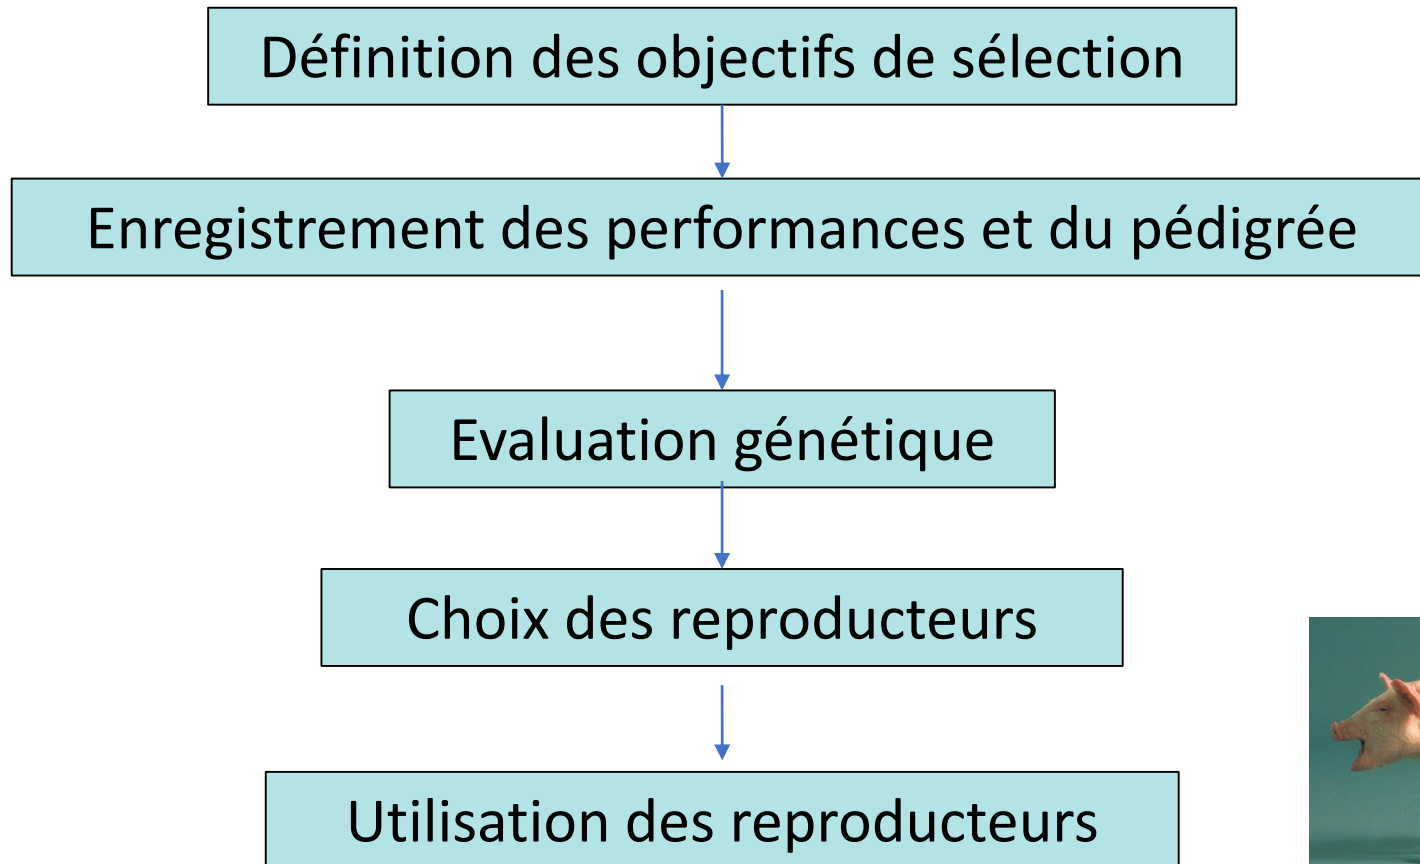 Définition des objectifs de sélection
Enregistrement des performances et du pédigrée
Evaluation génétique
Choix des reproducteurs
Utilisation des reproducteurs